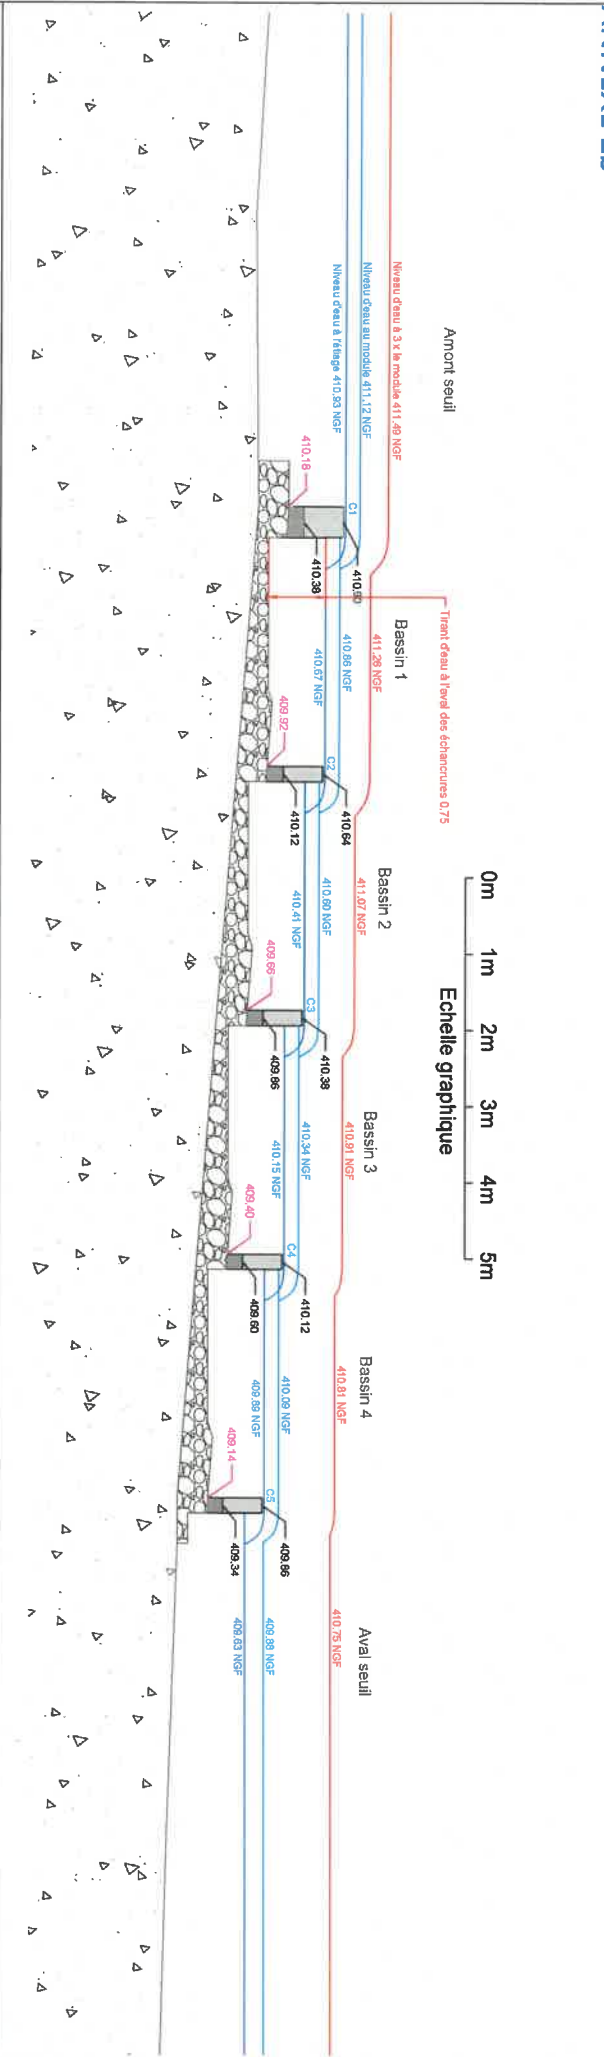 Amont seuil
Niveau d'eau à 3 x le module 411.49 NGF
Niveau d'eau au module 411.12 NGF
Niveau d'eau à l'étiage 410.93 NGF
410.18
C1
410.90
410.38
Tirant d'eau à l'aval des échancrures 0.75
Bassin 1
411.26 NGF
410.86 NGF
410.67 NGF
409.92
C2
410.64
410.12
Bassin 2
411.07 NGF
410.60 NGF
410.41 NGF
409.66
C3
410.38
409.86
0m 1m 2m 3m 4m 5m
Echelle graphique
Bassin 3
410.91 NGF
410.34 NGF
410.15 NGF
409.40
C4
410.12
409.60
Bassin 4
410.81 NGF
410.09 NGF
409.89 NGF
409.14
C5
409.86
409.34
Aval seuil
410.75 NGF
409.88 NGF
409.63 NGF